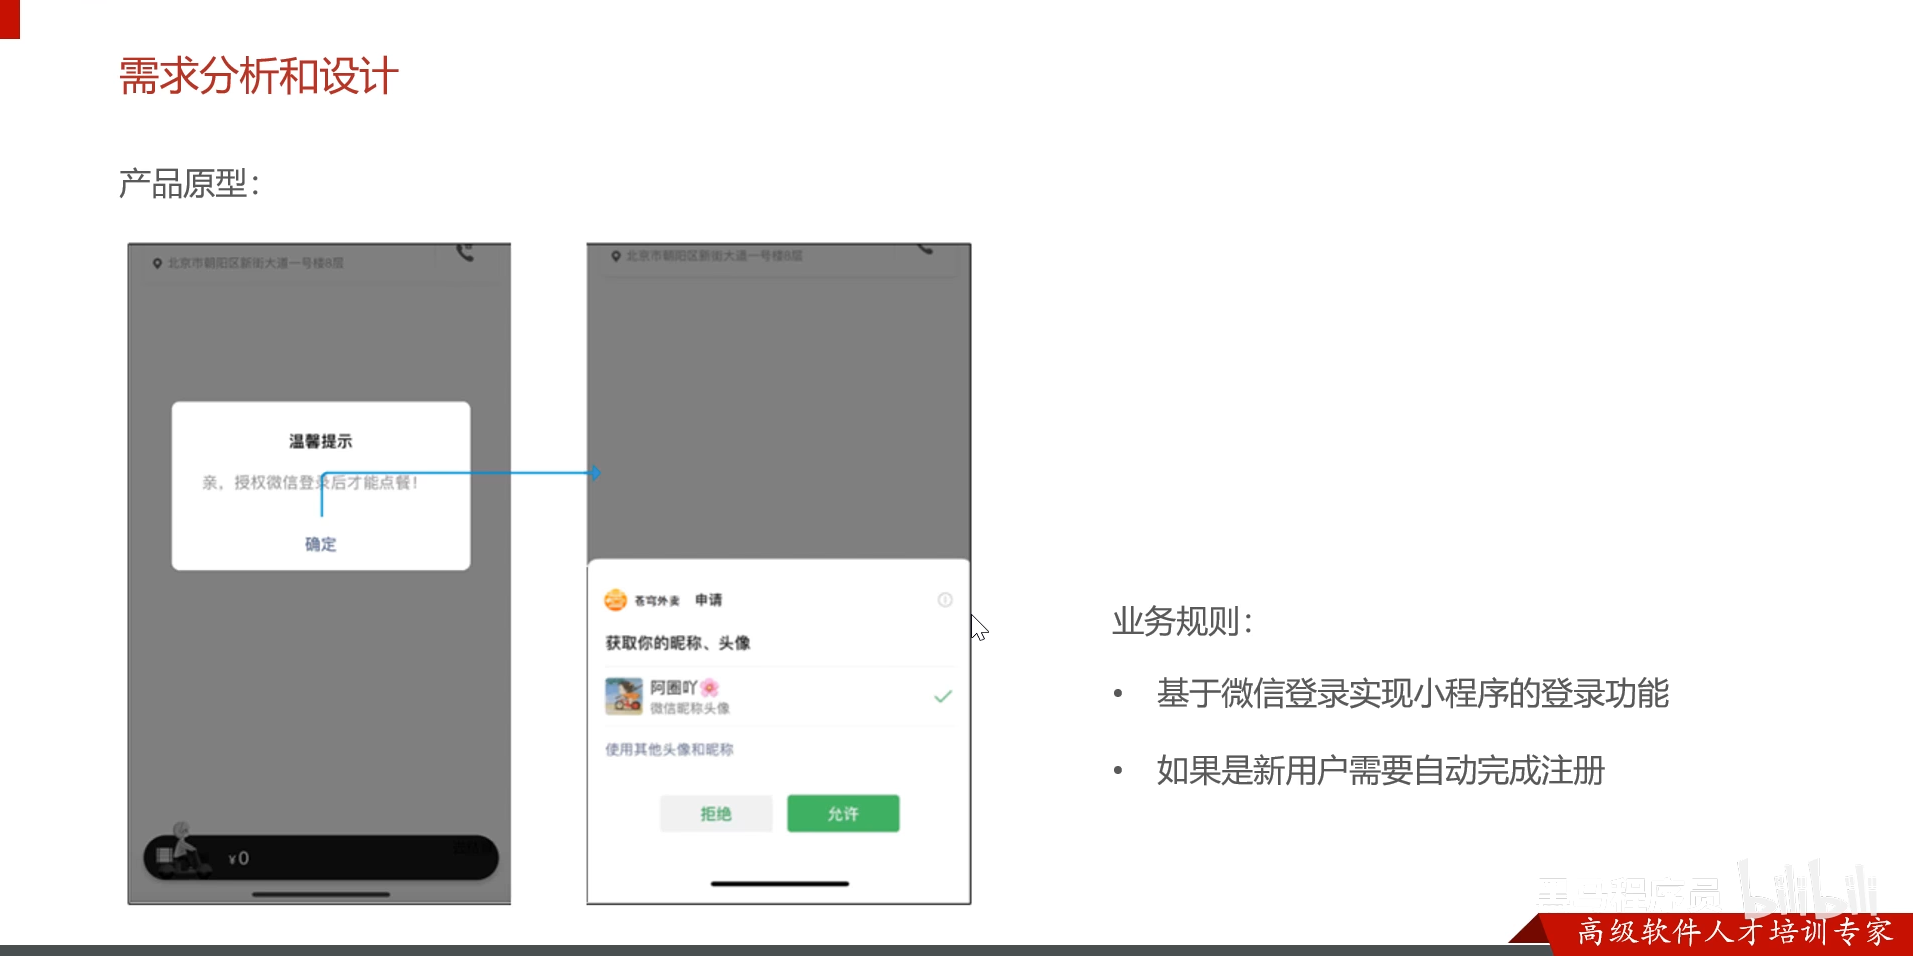 需求分析和设计
产品原型：
北京市朝阳区新街大道一号楼8层
温馨提示
亲，授权微信登录后才能点餐！
确定
¥0
北京市朝阳区新街大道一号楼8层
苍穹外卖 申请
获取你的昵称、头像
阿圈吖🌸
微信昵称头像
使用其他头像和昵称
拒绝
允许
业务规则：
• 基于微信登录实现小程序的登录功能
• 如果是新用户需要自动完成注册
黑马程序员 bilibili
高级软件人才培训专家